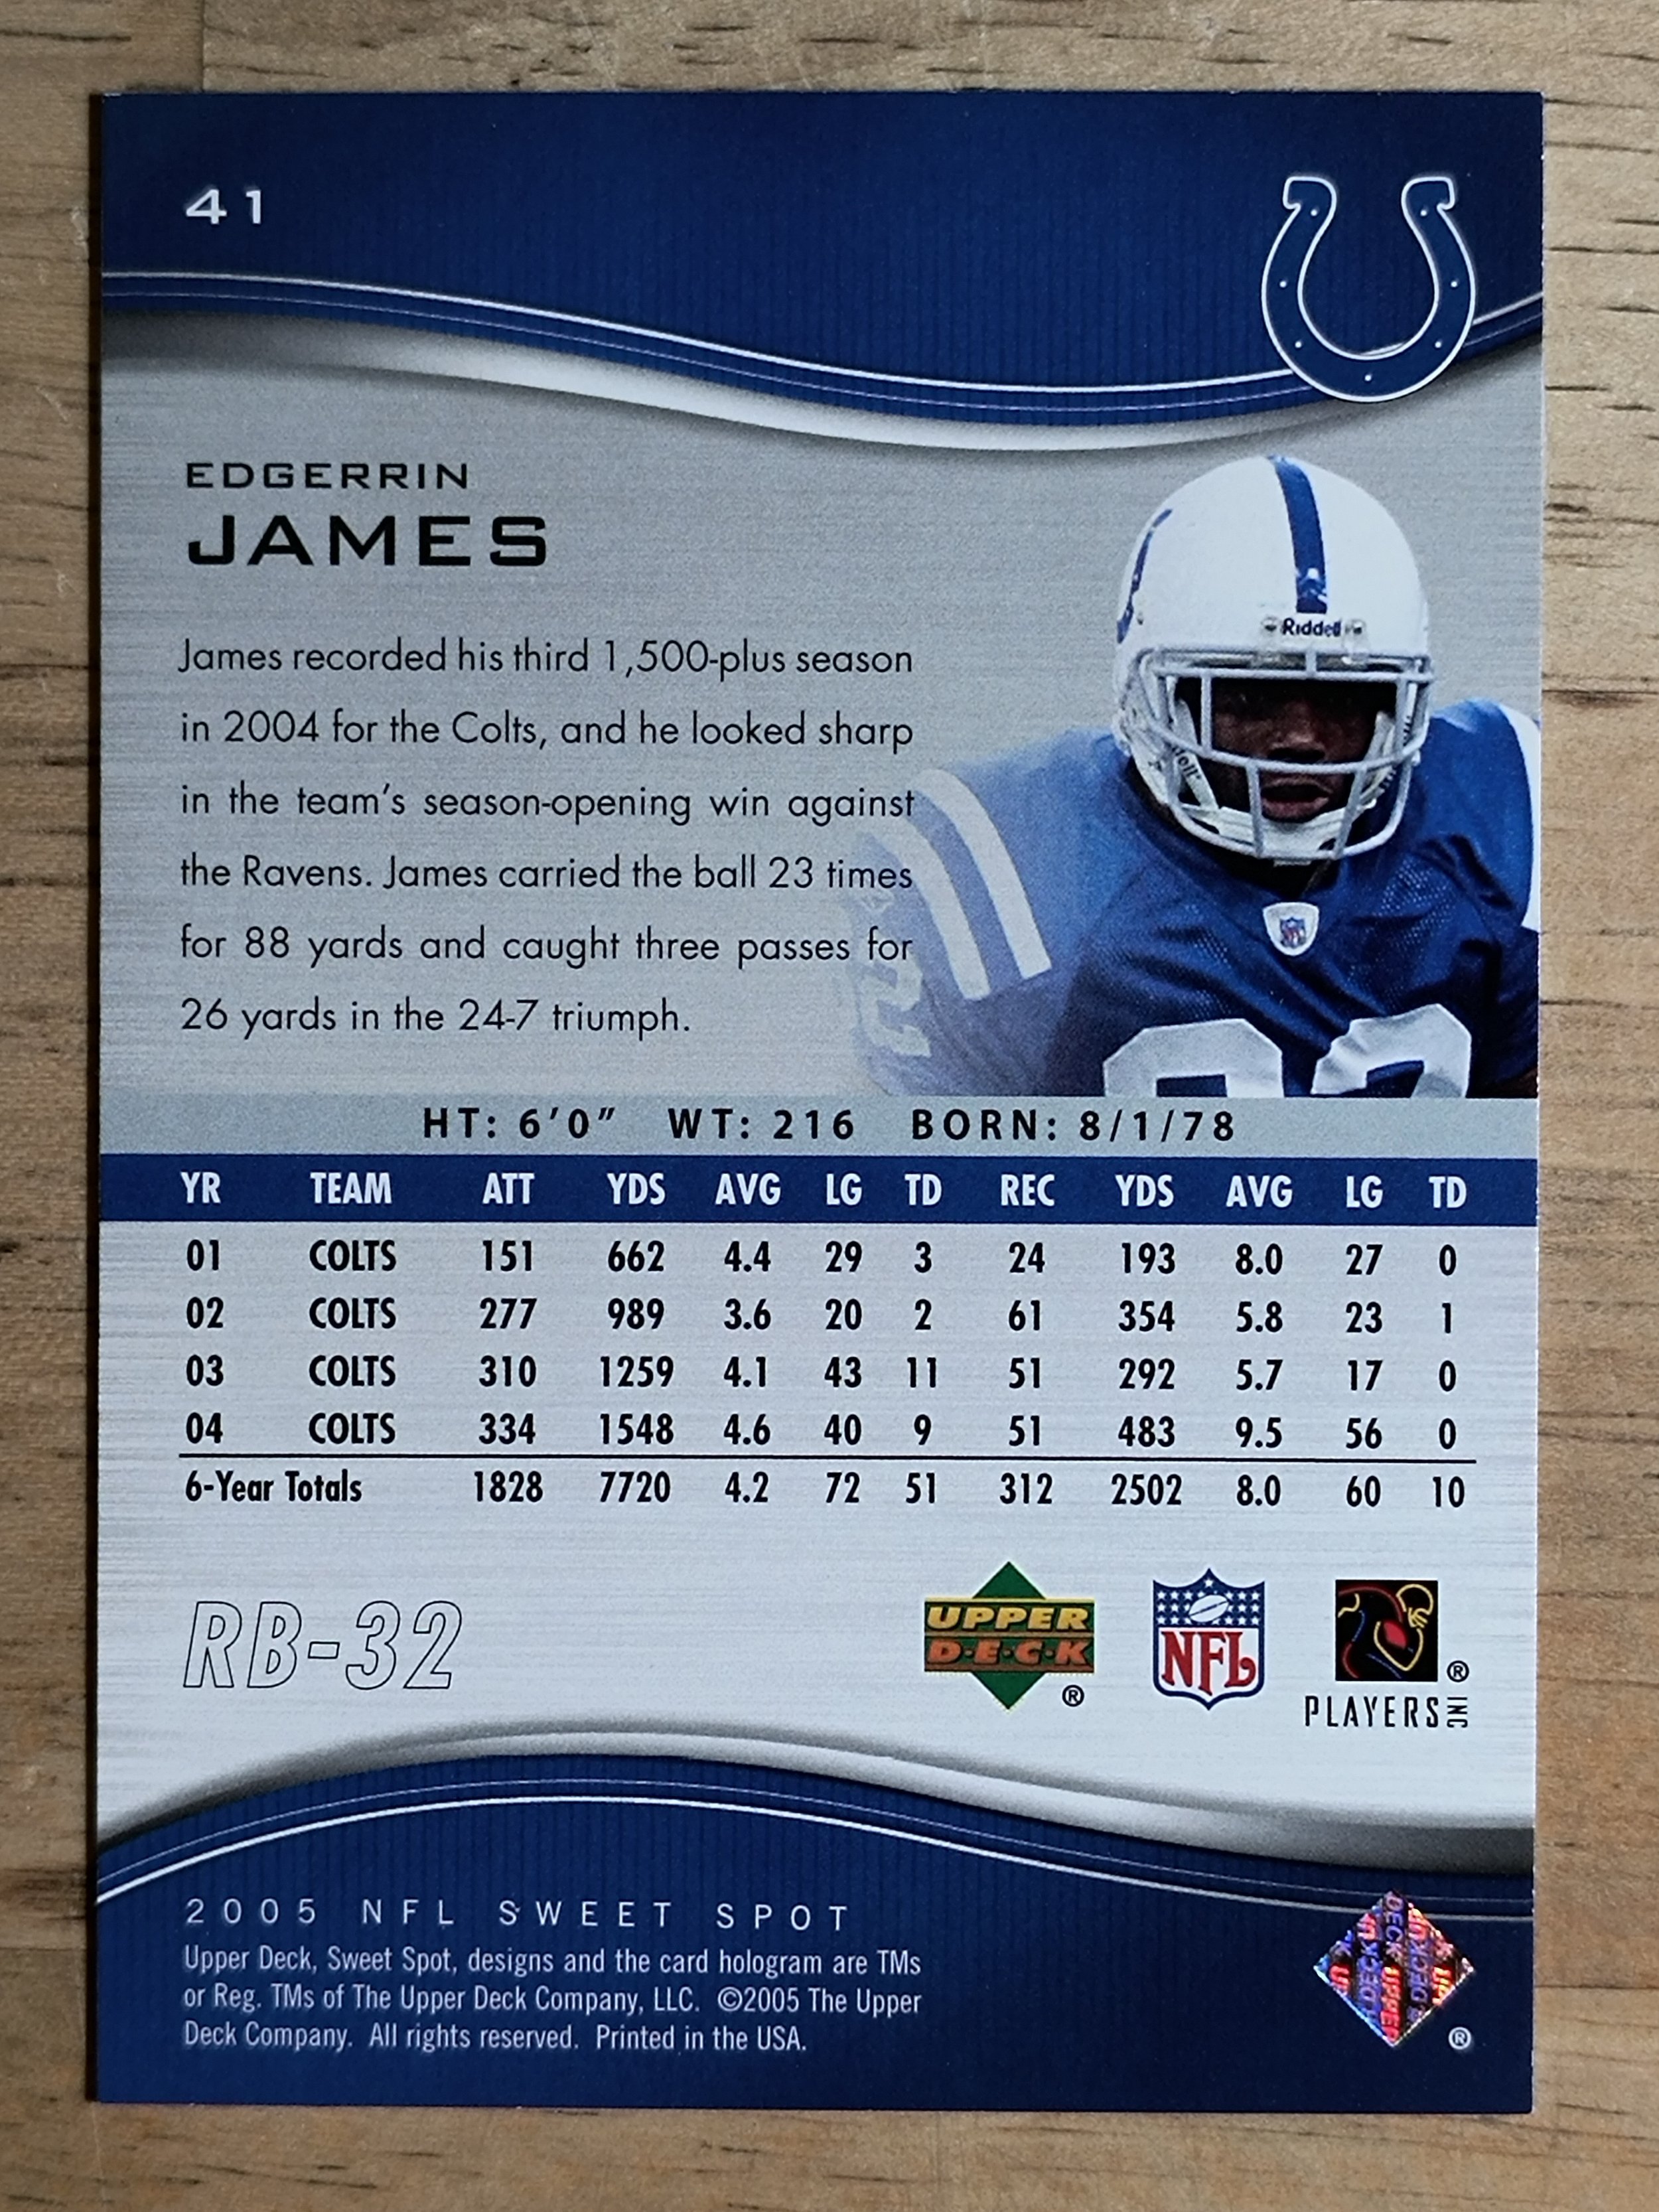 41
EDGERRIN
JAMES
James recorded his third 1,500-plus season
in 2004 for the Colts, and he looked sharp
in the team's season-opening win against
the Ravens. James carried the ball 23 times
for 88 yards and caught three passes for
26 yards in the 24-7 triumph.
Riddell
HT: 6'0" WT: 216 BORN: 8/1/78
YR TEAM ATT YDS AVG LG TD REC YDS AVG LG TD
01 COLTS 151 662 4.4 29 3 24 193 8.0 27 0
02 COLTS 277 989 3.6 20 2 61 354 5.8 23 1
03 COLTS 310 1259 4.1 43 11 51 292 5.7 17 0
04 COLTS 334 1548 4.6 40 9 51 483 9.5 56 0
6-Year Totals 1828 7720 4.2 72 51 312 2502 8.0 60 10
RB-32
UPPER
D·E·C·K
®
NFL
®
PLAYERS INC
2005 NFL SWEET SPOT
Upper Deck, Sweet Spot, designs and the card hologram are TMs
or Reg. TMs of The Upper Deck Company, LLC. ©2005 The Upper
Deck Company. All rights reserved. Printed in the USA.
®